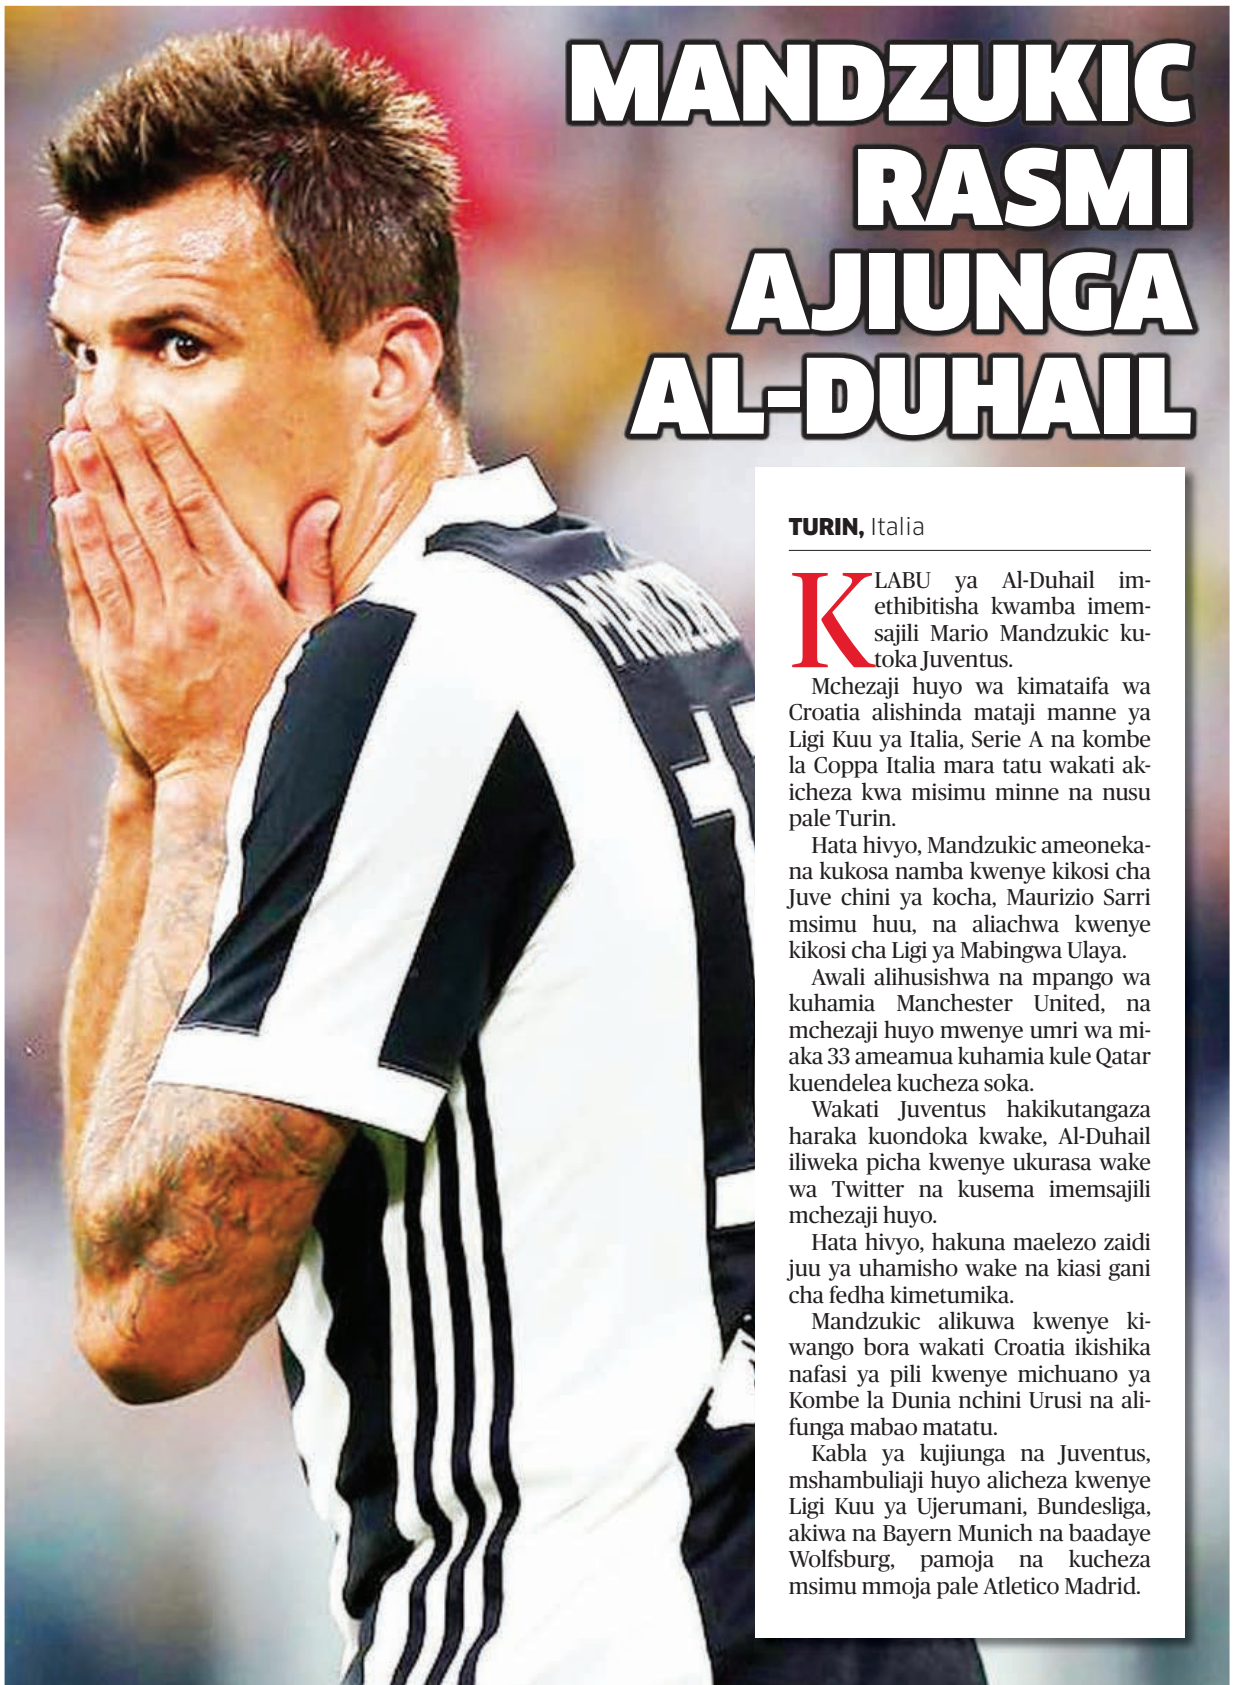 MANDZUKIC
RASMI
AJIUNGA
AL-DUHAIL
TURIN, Italia
KLABU ya Al-Duhail im-
ethibitisha kwamba imem-
sajili Mario Mandzukic ku-
toka Juventus.
Mchezaji huyo wa kimataifa wa
Croatia alishinda mataji manne ya
Ligi Kuu ya Italia, Serie A na kombe
la Coppa Italia mara tatu wakati ak-
icheza kwa misimu minne na nusu
pale Turin.
Hata hivyo, Mandzukic ameoneka-
na kukosa namba kwenye kikosi cha
Juve chini ya kocha, Maurizio Sarri
msimu huu, na aliachwa kwenye
kikosi cha Ligi ya Mabingwa Ulaya.
Awali alihusishwa na mpango wa
kuhamia Manchester United, na
mchezaji huyo mwenye umri wa mi-
aka 33 ameamua kuhamia kule Qatar
kuendelea kucheza soka.
Wakati Juventus hakikutangaza
haraka kuondoka kwake, Al-Duhail
iliweka picha kwenye ukurasa wake
wa Twitter na kusema imemsajili
mchezaji huyo.
Hata hivyo, hakuna maelezo zaidi
juu ya uhamisho wake na kiasi gani
cha fedha kimetumika.
Mandzukic alikuwa kwenye ki-
wango bora wakati Croatia ikishika
nafasi ya pili kwenye michuano ya
Kombe la Dunia nchini Urusi na ali-
funga mabao matatu.
Kabla ya kujiunga na Juventus,
mshambuliaji huyo alicheza kwenye
Ligi Kuu ya Ujerumani, Bundesliga,
akiwa na Bayern Munich na baadaye
Wolfsburg, pamoja na kucheza
msimu mmoja pale Atletico Madrid.